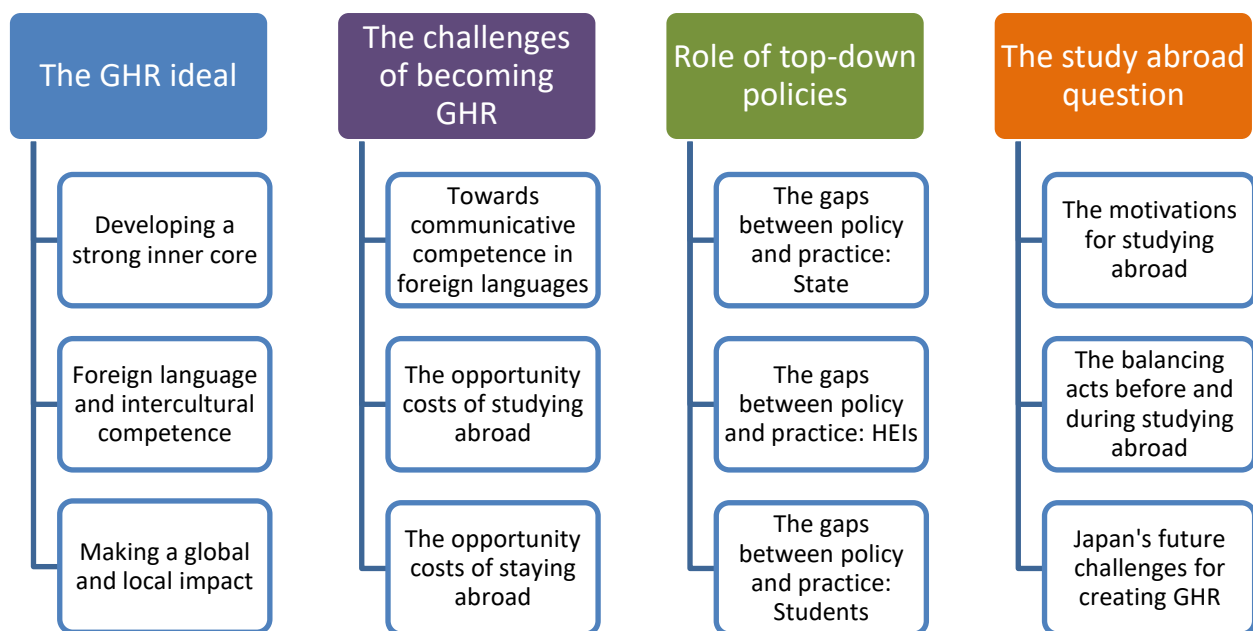 The GHR ideal
Developing a
strong inner core
Foreign language
and intercultural
competence
Making a global
and local impact
The challenges
of becoming
GHR
Towards
communicative
competence in
foreign languages
The opportunity
costs of studying
abroad
The opportunity
costs of staying
abroad
Role of top-down
policies
The gaps
between policy
and practice:
State
The gaps
between policy
and practice: HEIs
The gaps
between policy
and practice:
Students
The study abroad
question
The motivations
for studying
abroad
The balancing
acts before and
during studying
abroad
Japan's future
challenges for
creating GHR